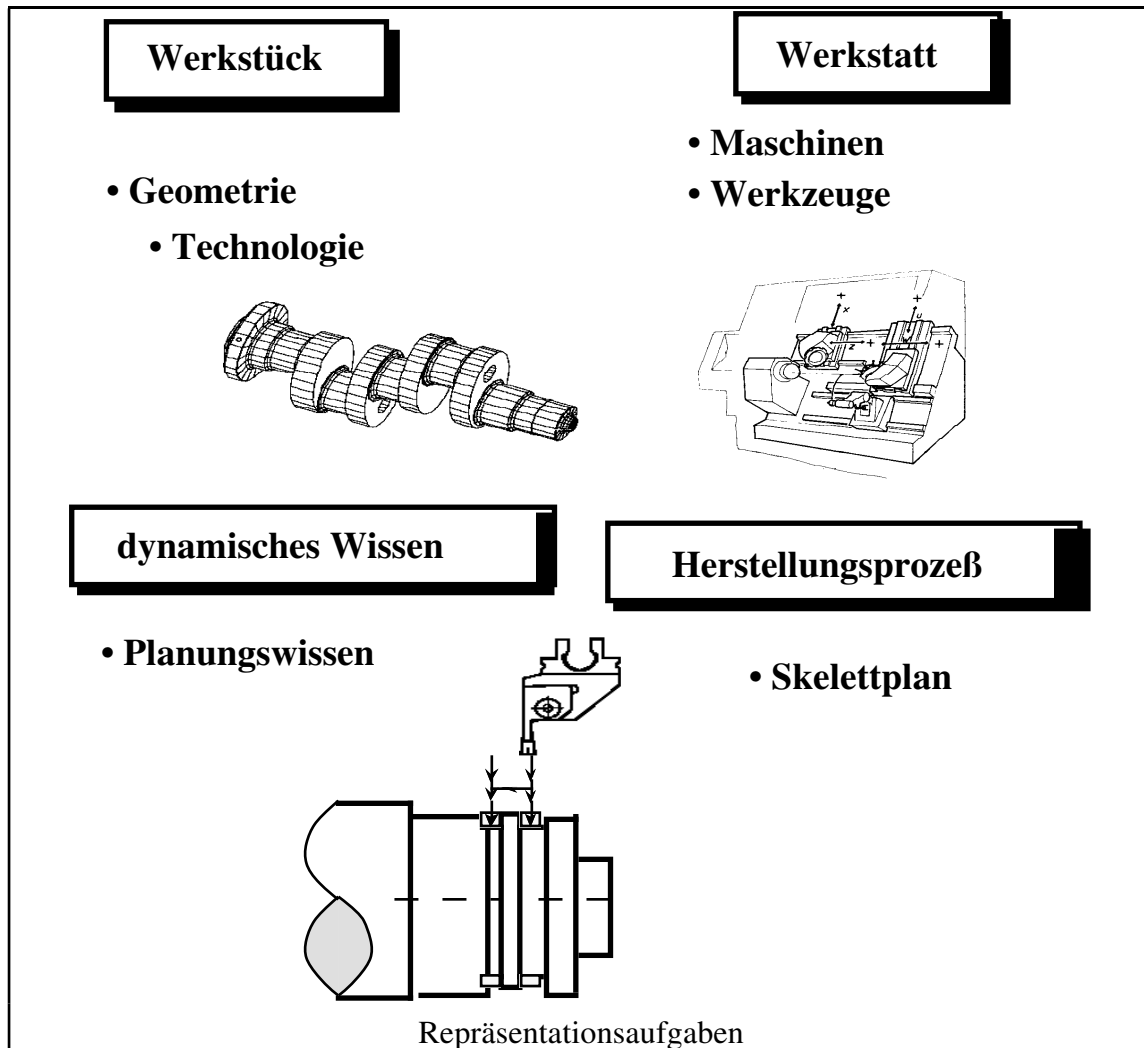 Werkstück
Werkstatt
• Geometrie
• Technologie
• Maschinen
• Werkzeuge
+
x
+
u
z
+
+
dynamisches Wissen
Herstellungsprozeß
• Planungswissen
• Skelettplan
Repräsentationsaufgaben